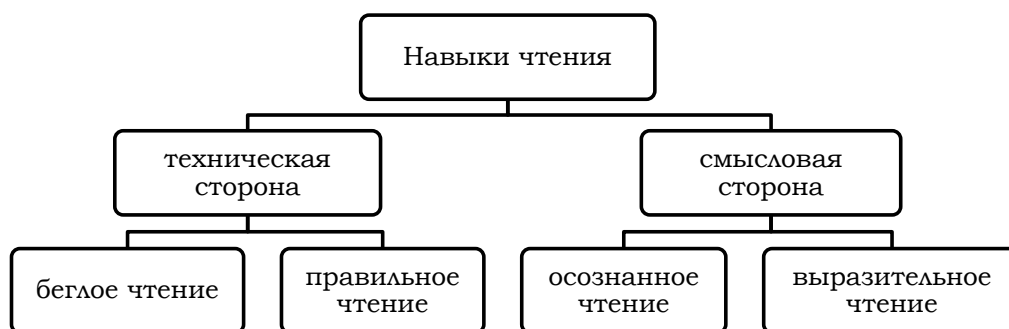 Навыки чтения
техническая
сторона
смысловая
сторона
беглое чтение
правильное
чтение
осознанное
чтение
выразительное
чтение